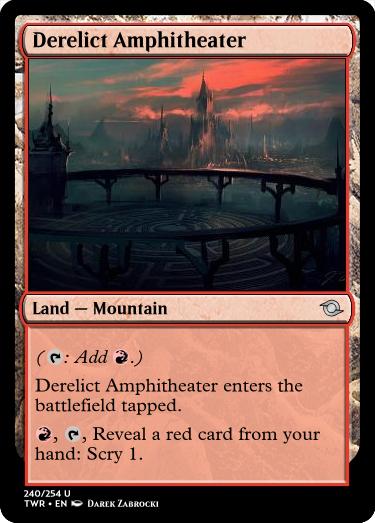 Derelict Amphitheater
Land — Mountain
( T: Add R.)
Derelict Amphitheater enters the
battlefield tapped.
R, T, Reveal a red card from your
hand: Scry 1.
240/254 U
TWR • EN Darek Zabrocki